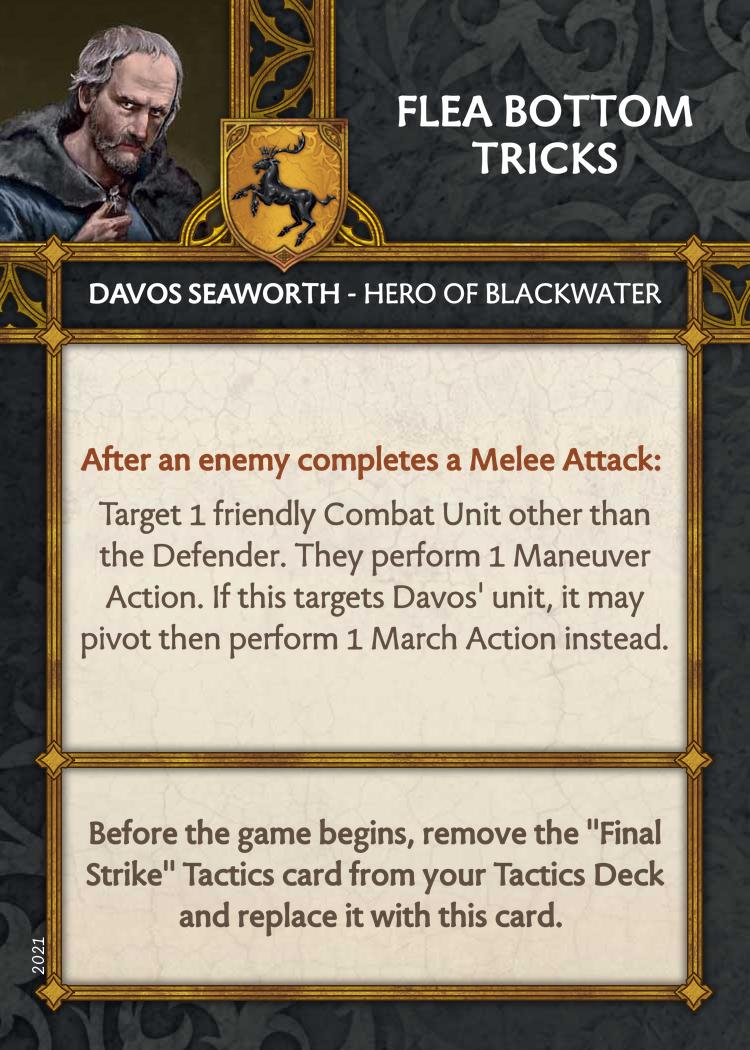 FLEA BOTTOM
TRICKS
DAVOS SEAWORTH - HERO OF BLACKWATER
After an enemy completes a Melee Attack:
Target 1 friendly Combat Unit other than
the Defender. They perform 1 Maneuver
Action. If this targets Davos' unit, it may
pivot then perform 1 March Action instead.
Before the game begins, remove the "Final
Strike" Tactics card from your Tactics Deck
and replace it with this card.
2021